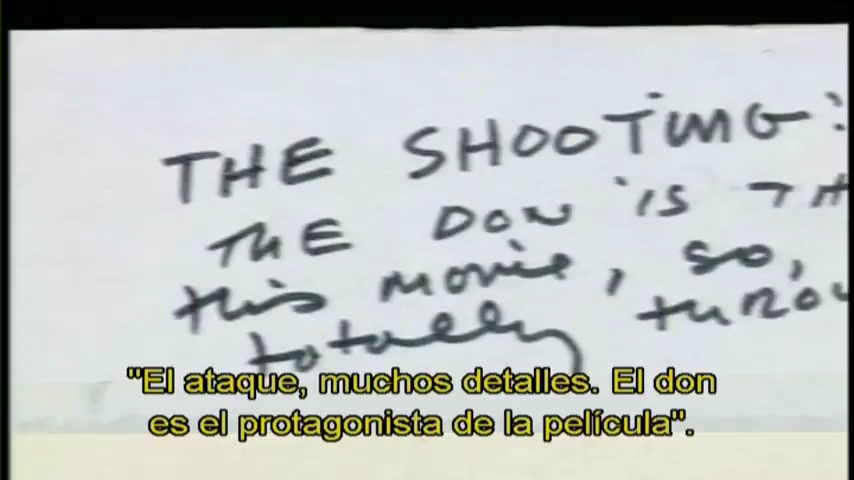 THE SHOOTING:
THE DON is
this movie, so,
totally
"El ataque, muchos detalles. El don
es el protagonista de la película".